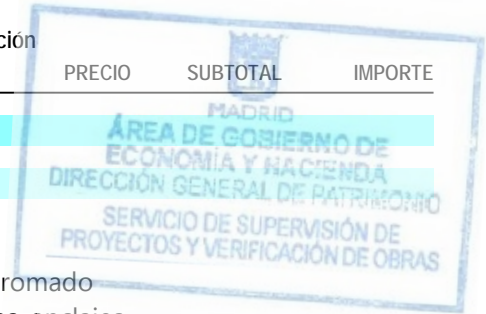 ción
PRECIO SUBTOTAL IMPORTE
MADRID
ÁREA DE GOBIERNO DE
ECONOMÍA Y HACIENDA
DIRECCIÓN GENERAL DE PATRIMONIO
SERVICIO DE SUPERVISIÓN DE
PROYECTOS Y VERIFICACIÓN DE OBRAS
romado